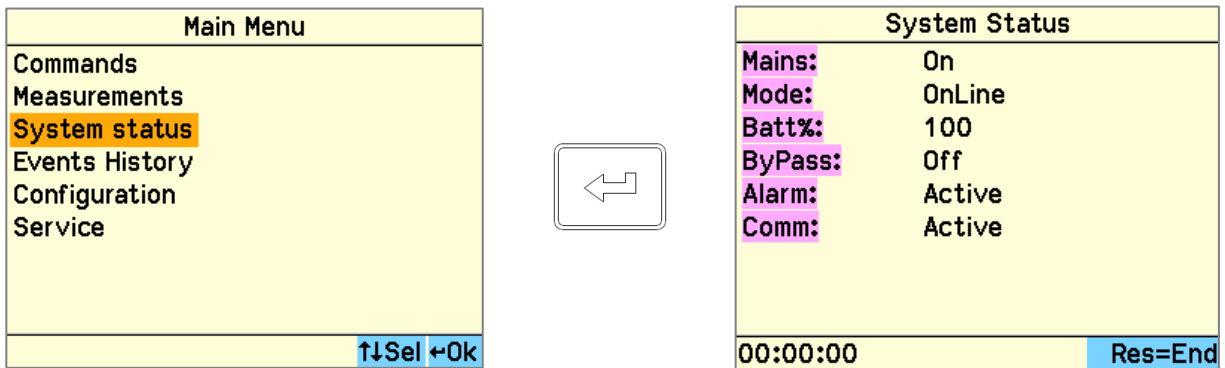 Main Menu
Commands
Measurements
System status
Events History
Configuration
Service
↑↓Sel ↵Ok
System Status
Mains: On
Mode: OnLine
Batt%: 100
ByPass: Off
Alarm: Active
Comm: Active
00:00:00 Res=End